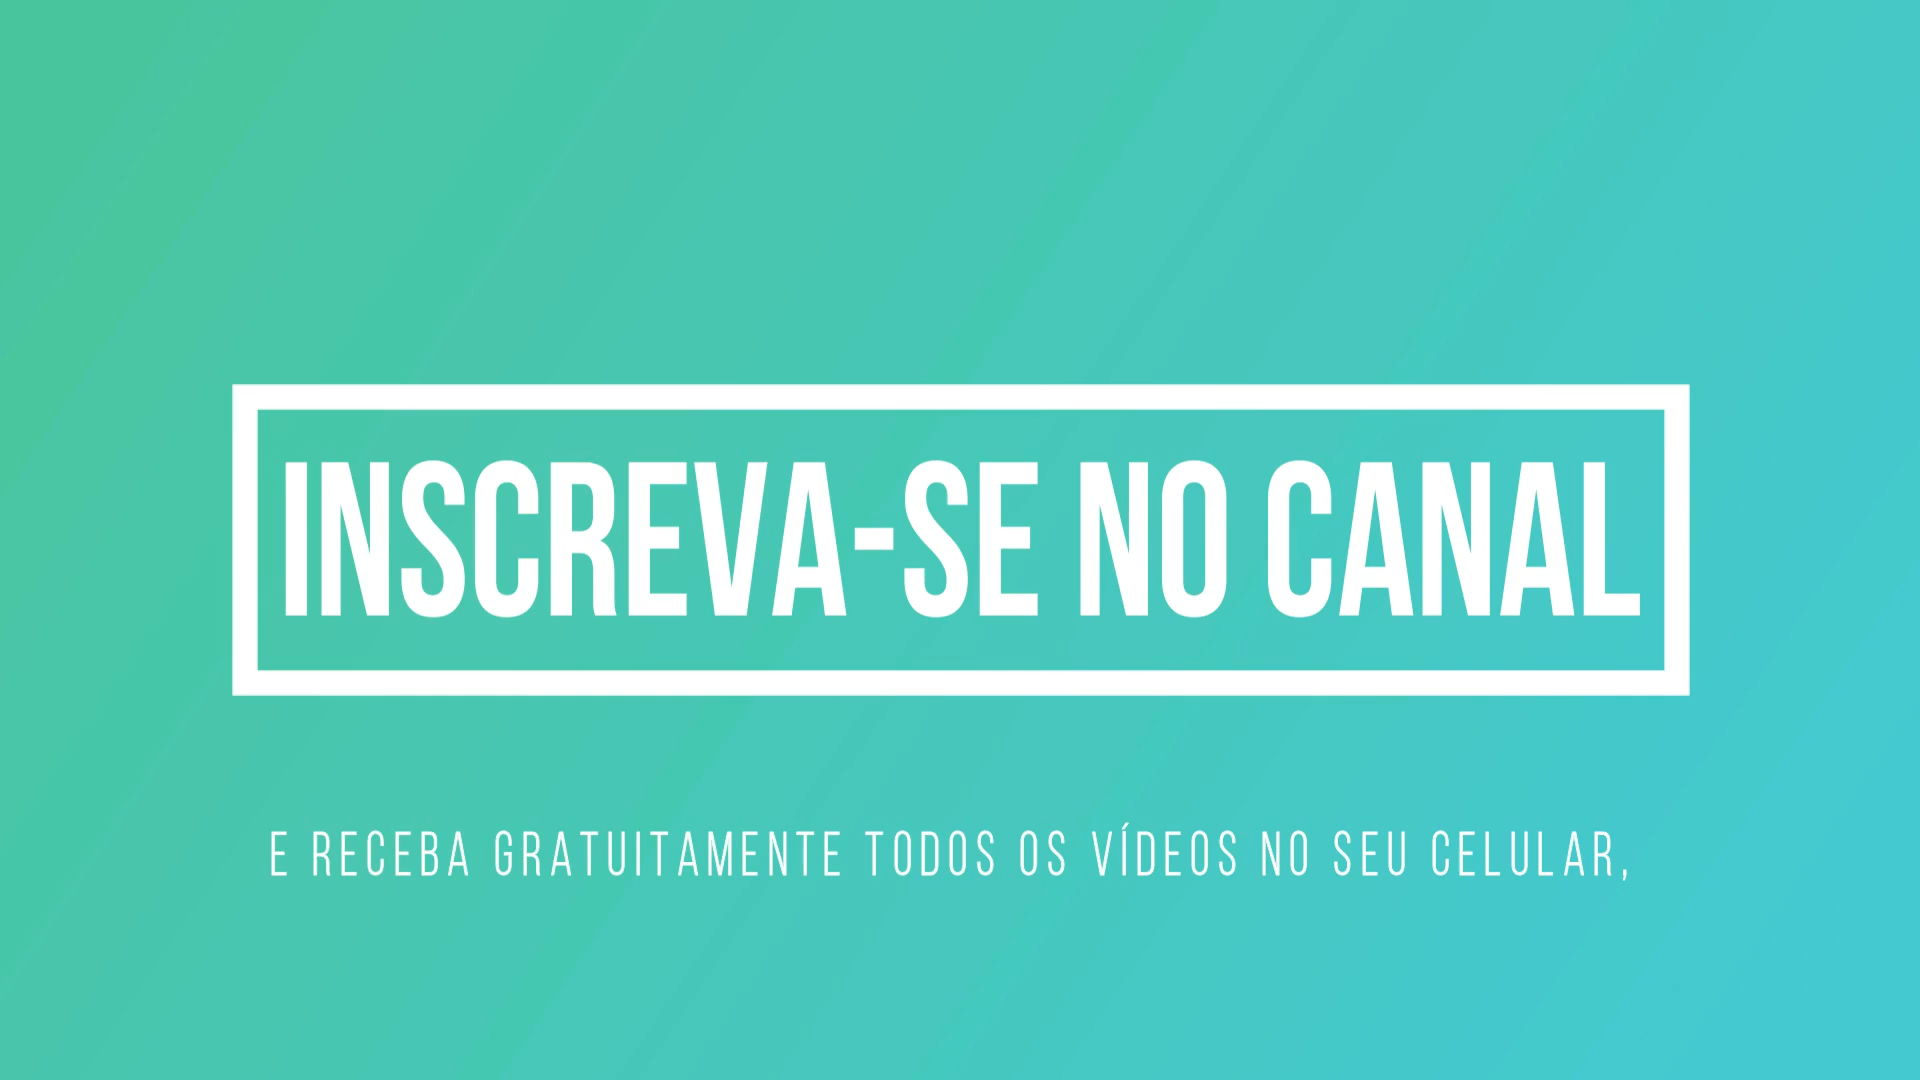 INSCREVA-SE NO CANAL
E RECEBA GRATUITAMENTE TODOS OS VÍDEOS NO SEU CELULAR,